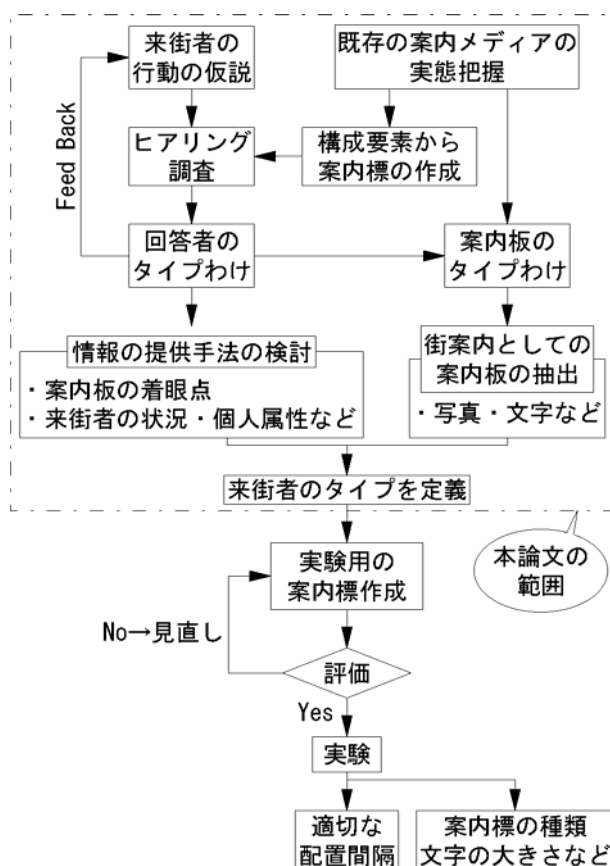 来街者の
行動の仮説
既存の案内メディアの
実態把握
Feed Back
ヒアリング
調査
構成要素から
案内標の作成
回答者の
タイプわけ
案内板の
タイプわけ
情報の提供手法の検討
・案内板の着眼点
・来街者の状況・個人属性など
街案内としての
案内板の抽出
・写真・文字など
来街者のタイプを定義
本論文の
範囲
実験用の
案内標作成
No→見直し
評価
Yes
実験
適切な
配置間隔
案内標の種類
文字の大きさなど